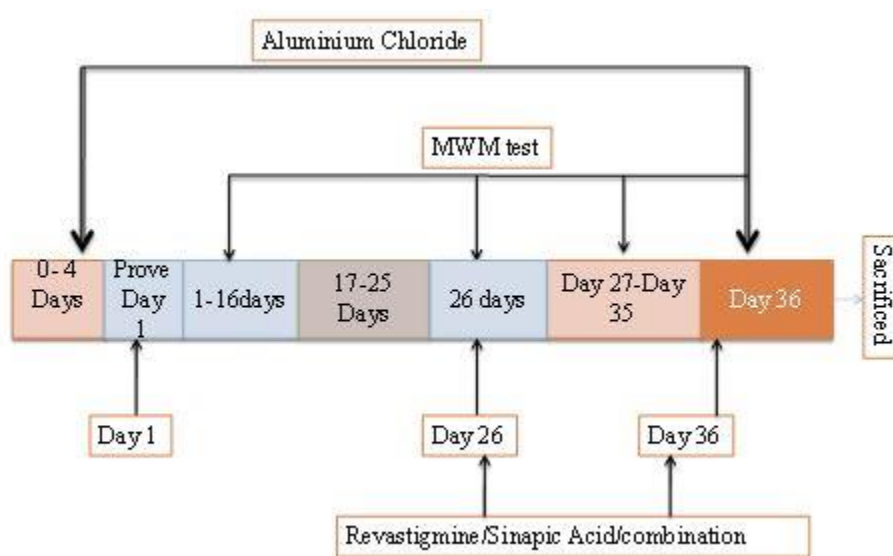 Aluminium Chloride
MWM test
0-4
Days
Prove
Day
1
1-16days
17-25
Days
26 days
Day 27-Day
35
Day 36
Sacrificed
Day 1
Day 26
Day 36
Revastigmine/Sinapic Acid/combination